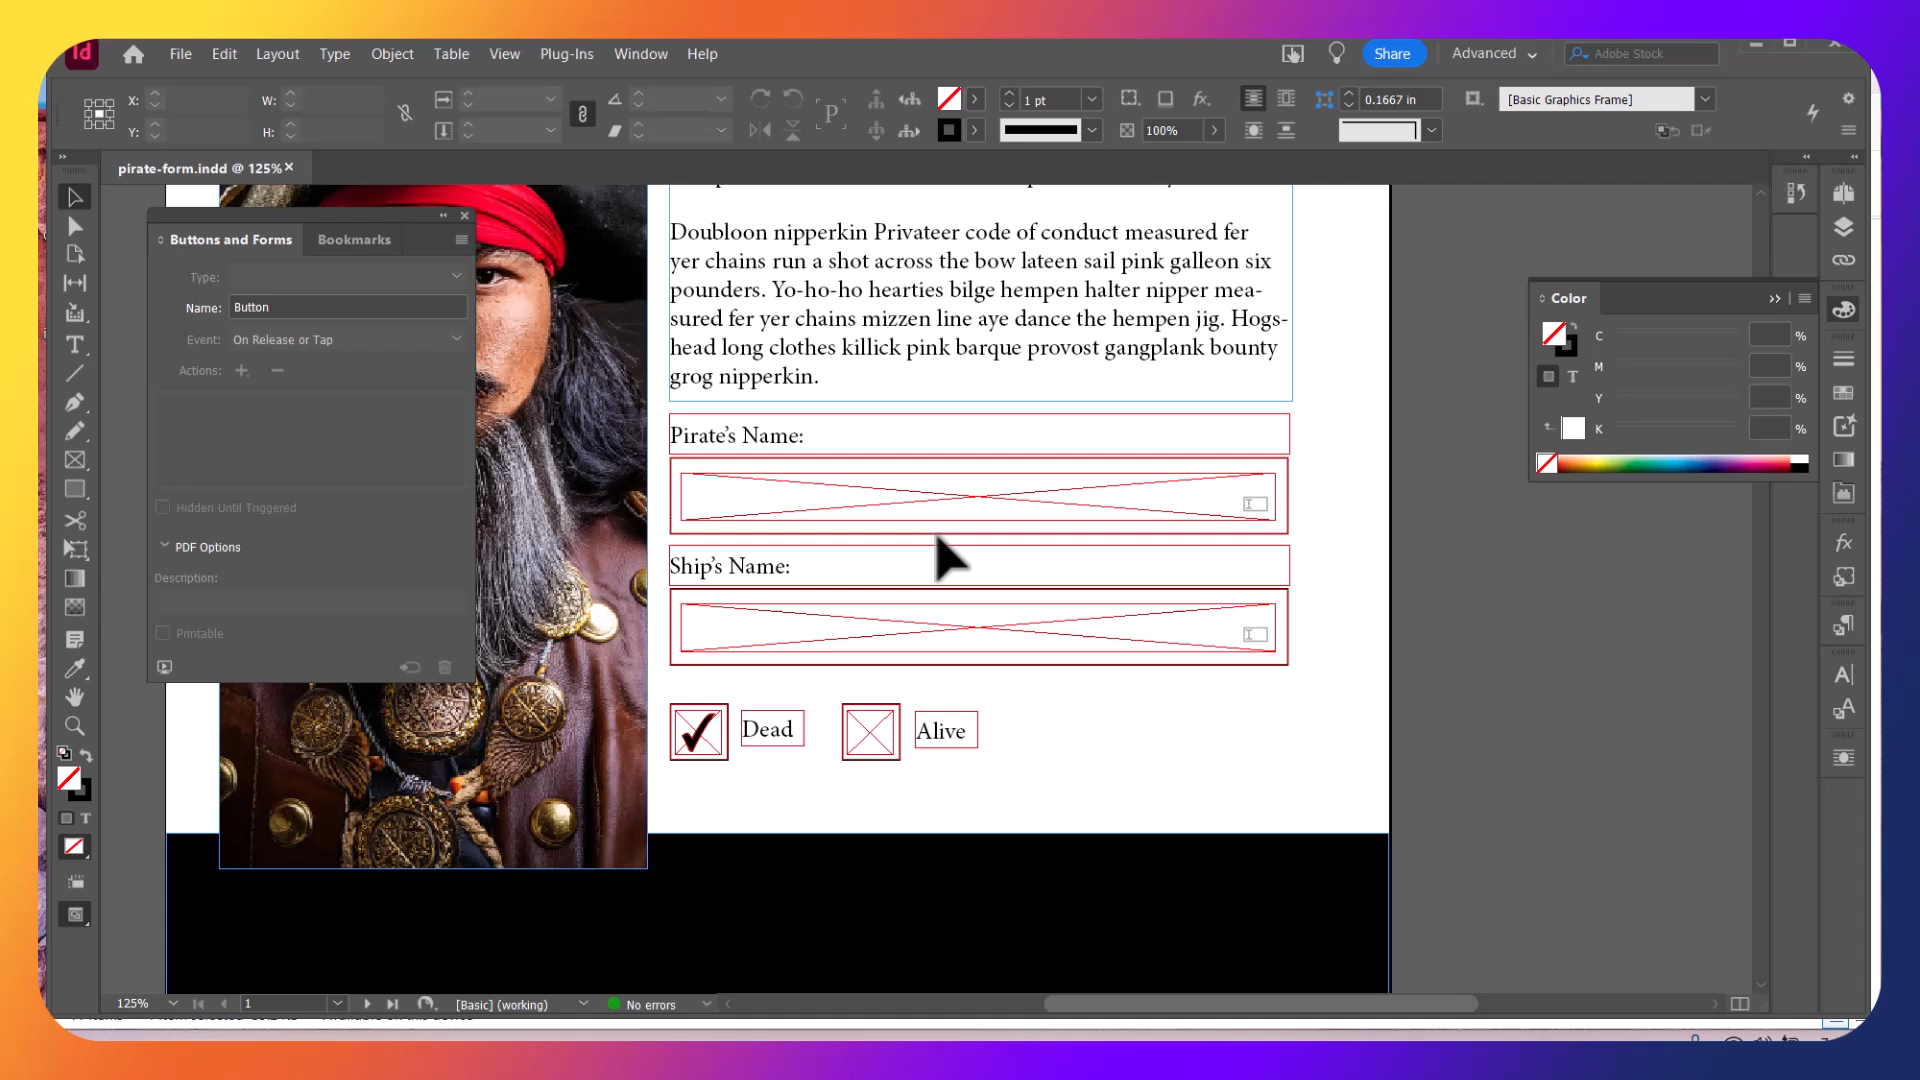 Id File Edit Layout Type Object Table View Plug-Ins Window Help Share Advanced Adobe Stock
X: W: 1 pt 0.1667 in [Basic Graphics Frame]
Y: H: P fx. 100%
pirate-form.indd @ 125% ×
Buttons and Forms Bookmarks
Type:
Name: Button
Event: On Release or Tap
Actions: + −
Hidden Until Triggered
PDF Options
Description:
Printable
Doubloon nipperkin Privateer code of conduct measured fer
yer chains run a shot across the bow lateen sail pink galleon six
pounders. Yo-ho-ho hearties bilge hempen halter nipper mea-
sured fer yer chains mizzen line aye dance the hempen jig. Hogs-
head long clothes killick pink barque provost gangplank bounty
grog nipperkin.
Pirate’s Name:
Ship’s Name:
Dead Alive
Color
C %
M %
T
Y %
K %
125% 1 [Basic] (working) No errors